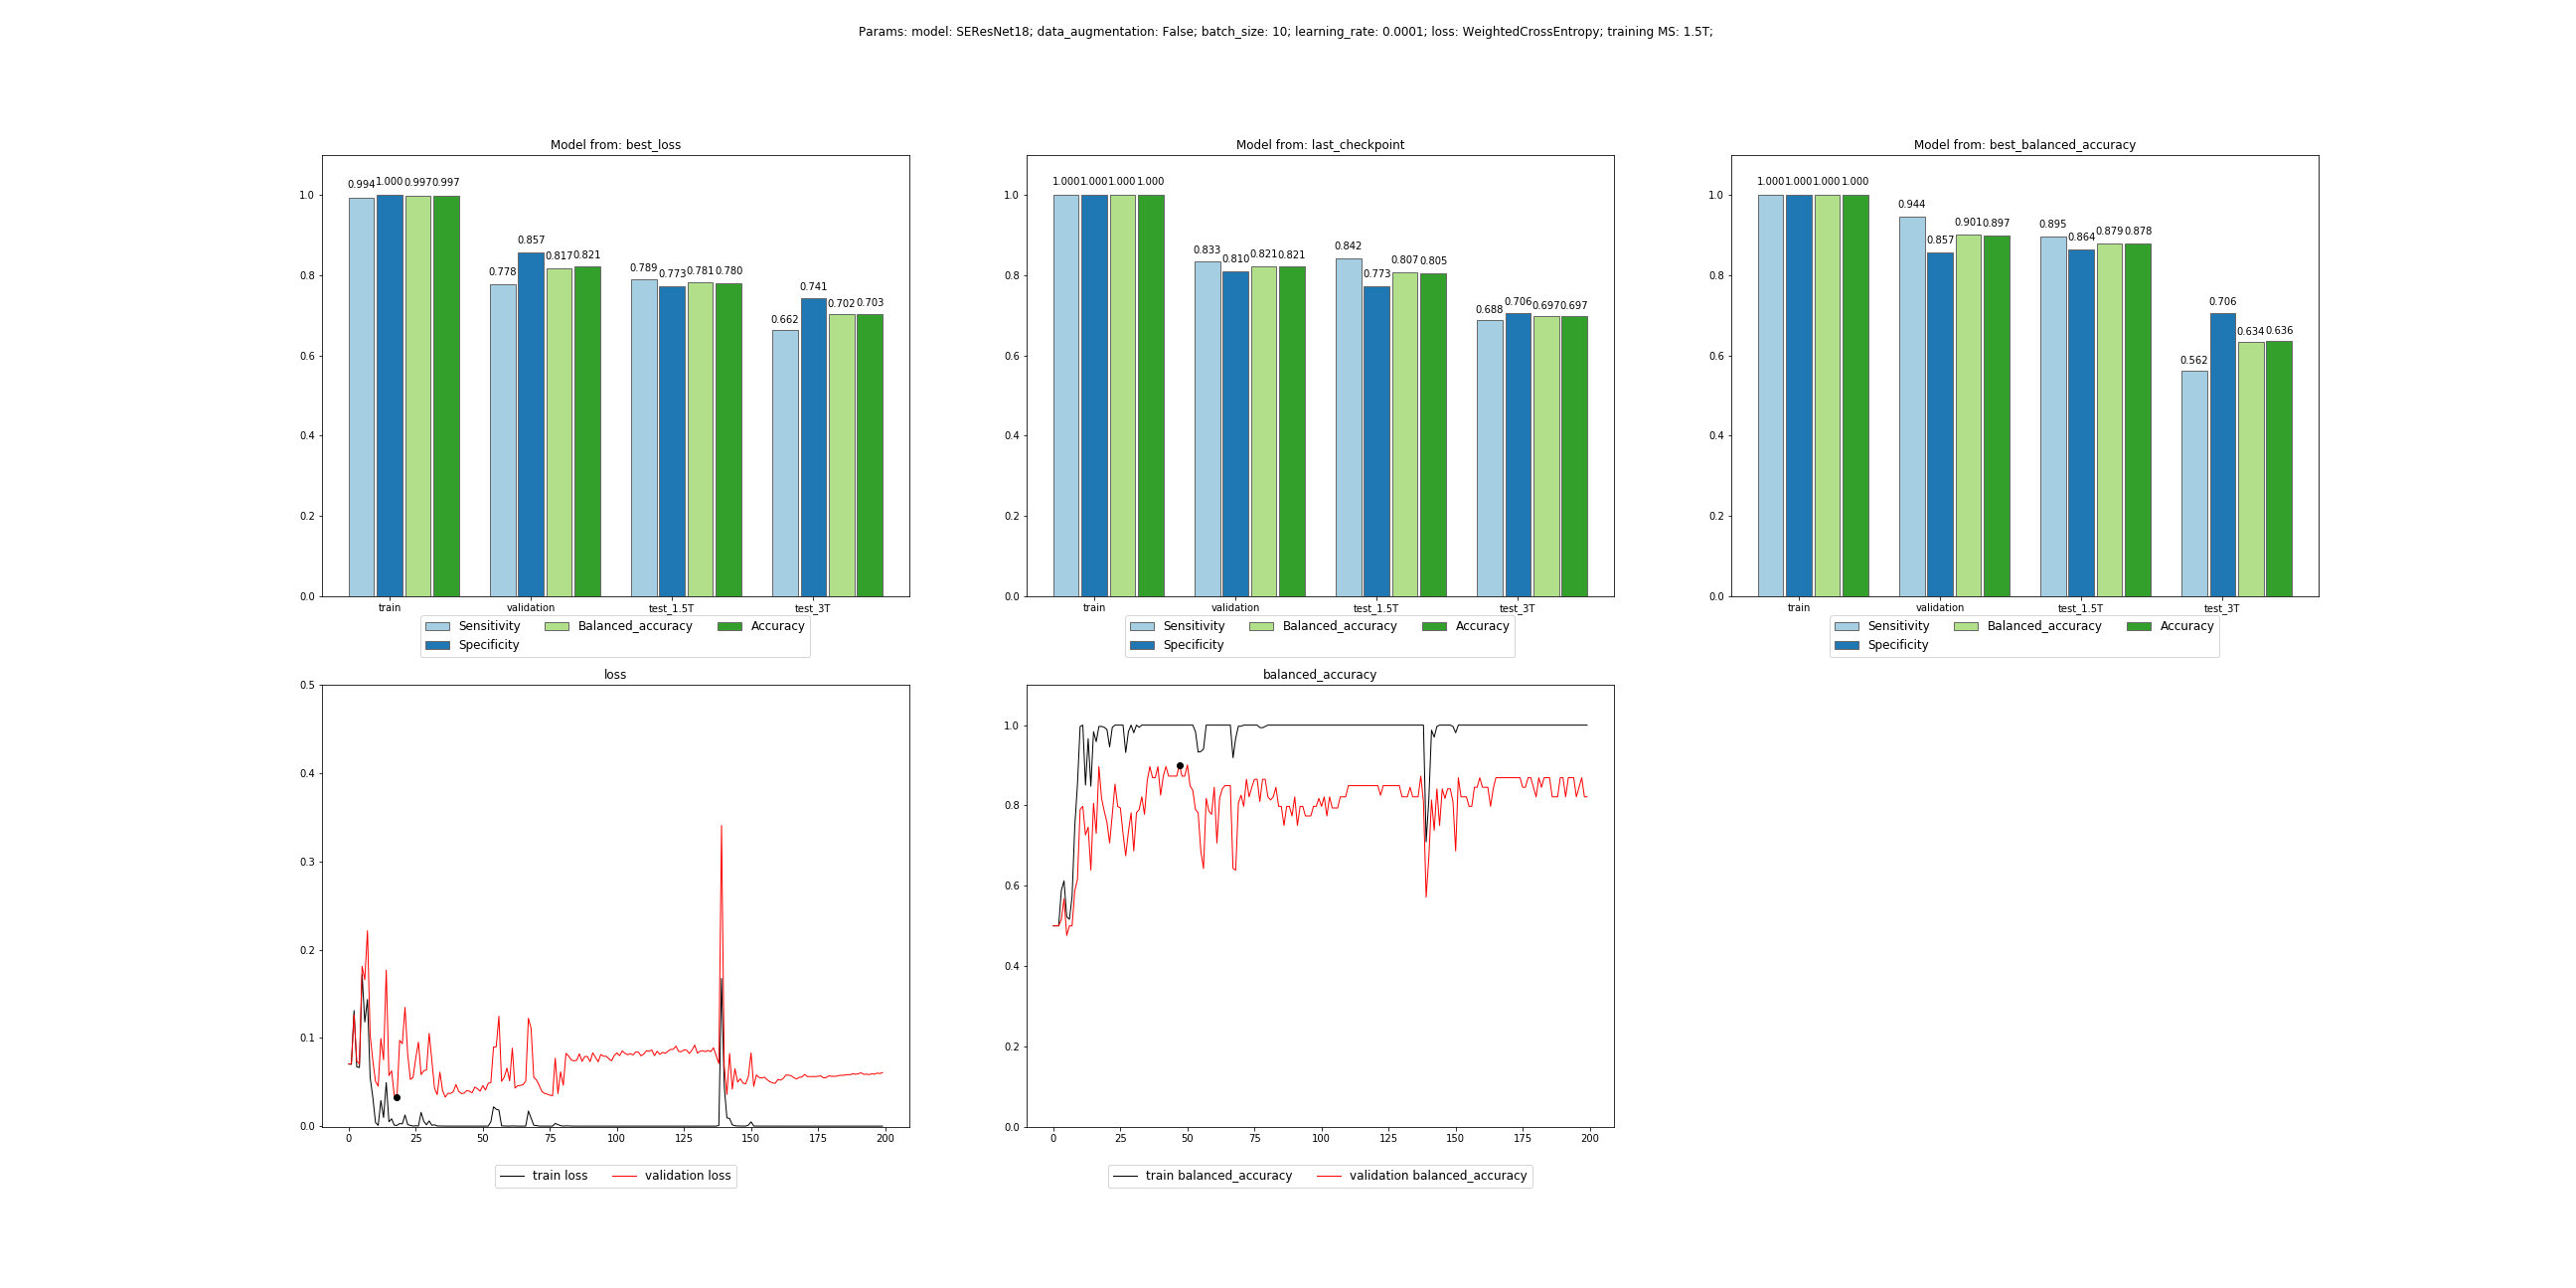 Params: model: SEResNet18; data_augmentation: False; batch_size: 10; learning_rate: 0.0001; loss: WeightedCrossEntropy; training MS: 1.5T;
Model from: best_loss
1.0
0.8
0.6
0.4
0.2
0.0
0.994 1.000 0.997 0.997
0.778 0.857 0.817 0.821
0.789 0.773 0.781 0.780
0.662 0.741 0.702 0.703
train validation test_1.5T test_3T
Sensitivity Balanced_accuracy Accuracy
Specificity
Model from: last_checkpoint
1.0
0.8
0.6
0.4
0.2
0.0
1.000 1.000 1.000 1.000
0.833 0.810 0.821 0.821
0.842 0.773 0.807 0.805
0.688 0.706 0.697 0.697
train validation test_1.5T test_3T
Sensitivity Balanced_accuracy Accuracy
Specificity
Model from: best_balanced_accuracy
1.0
0.8
0.6
0.4
0.2
0.0
1.000 1.000 1.000 1.000
0.944 0.857 0.901 0.897
0.895 0.864 0.879 0.878
0.562 0.706 0.634 0.636
train validation test_1.5T test_3T
Sensitivity Balanced_accuracy Accuracy
Specificity
loss
0.5
0.4
0.3
0.2
0.1
0.0
0 25 50 75 100 125 150 175 200
train loss validation loss
balanced_accuracy
1.0
0.8
0.6
0.4
0.2
0.0
0 25 50 75 100 125 150 175 200
train balanced_accuracy validation balanced_accuracy